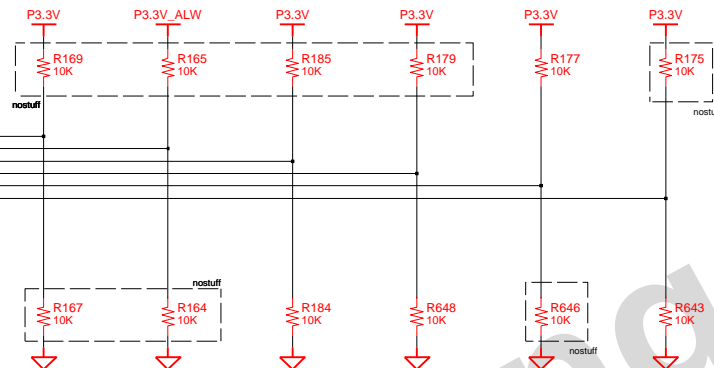 P3.3V P3.3V_ALW P3.3V P3.3V P3.3V P3.3V
R169 R165 R185 R179 R177 R175
10K 10K 10K 10K 10K 10K
nostuff
nostuff
R167 R164 R184 R648 R646 R643
10K 10K 10K 10K 10K 10K
nostuff